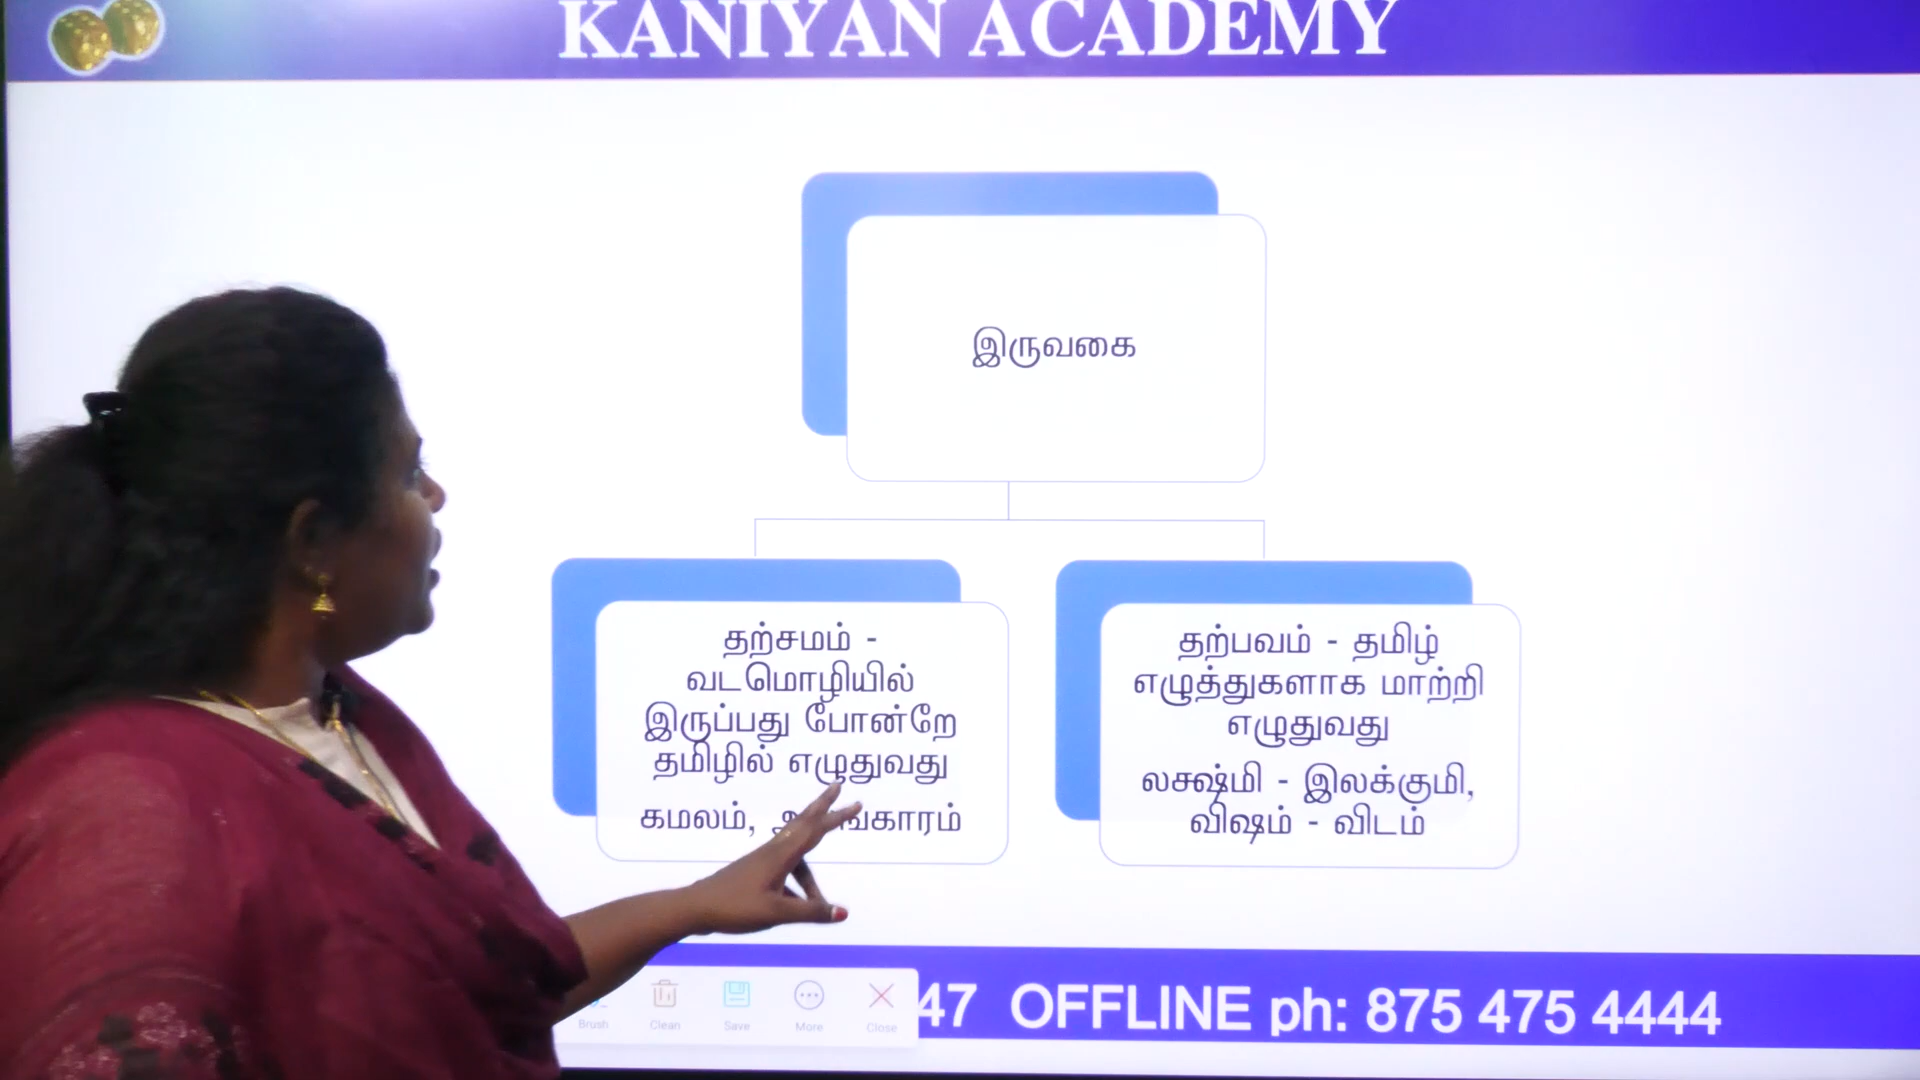 KANIYAN ACADEMY
இருவகை
தற்சமம் -
வடமொழியில்
இருப்பது போன்றே
தமிழில் எழுதுவது
கமலம்,
தற்பவம் - தமிழ்
எழுத்துகளாக மாற்றி
எழுதுவது
லக்ஷ்மி - இலக்குமி,
விஷம் - விடம்
Brush
Clean
Save
More
Close
47 OFFLINE ph: 875 475 4444